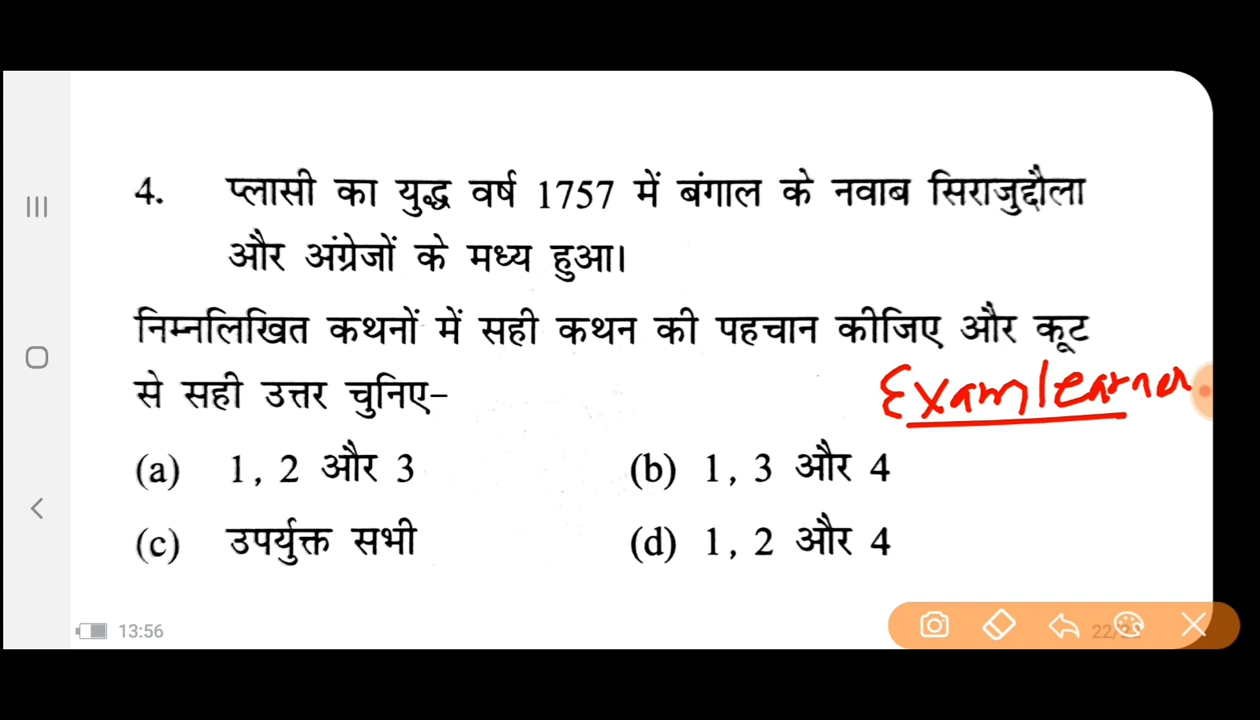 4. प्लासी का युद्ध वर्ष 1757 में बंगाल के नवाब सिराजुद्दौला
और अंग्रेजों के मध्य हुआ।
निम्नलिखित कथनों में सही कथन की पहचान कीजिए और कूट
से सही उत्तर चुनिए-
Examlearner
(a) 1, 2 और 3 (b) 1, 3 और 4
(c) उपर्युक्त सभी (d) 1, 2 और 4
13:56